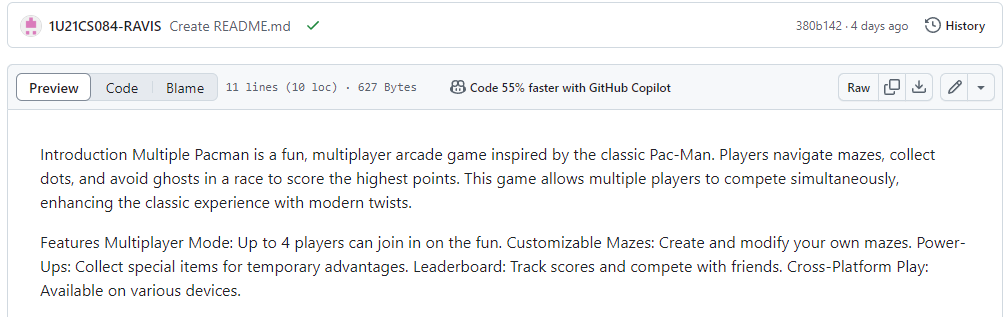 1U21CS084-RAVIS Create README.md 380b142 · 4 days ago History
Preview Code Blame 11 lines (10 loc) · 627 Bytes Code 55% faster with GitHub Copilot Raw
Introduction Multiple Pacman is a fun, multiplayer arcade game inspired by the classic Pac-Man. Players navigate mazes, collect
dots, and avoid ghosts in a race to score the highest points. This game allows multiple players to compete simultaneously,
enhancing the classic experience with modern twists.
Features Multiplayer Mode: Up to 4 players can join in on the fun. Customizable Mazes: Create and modify your own mazes. Power-
Ups: Collect special items for temporary advantages. Leaderboard: Track scores and compete with friends. Cross-Platform Play:
Available on various devices.